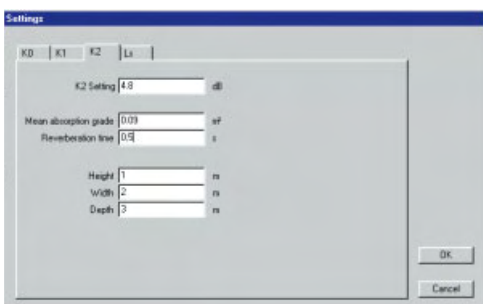 Settings
K0 K1 K2 Ls
K2 Setting 4.8 dB
Mean absorption grade 0.09
Reverberation time 0.5 s
Height 1 m
Width 2 m
Depth 3 m
OK
Cancel